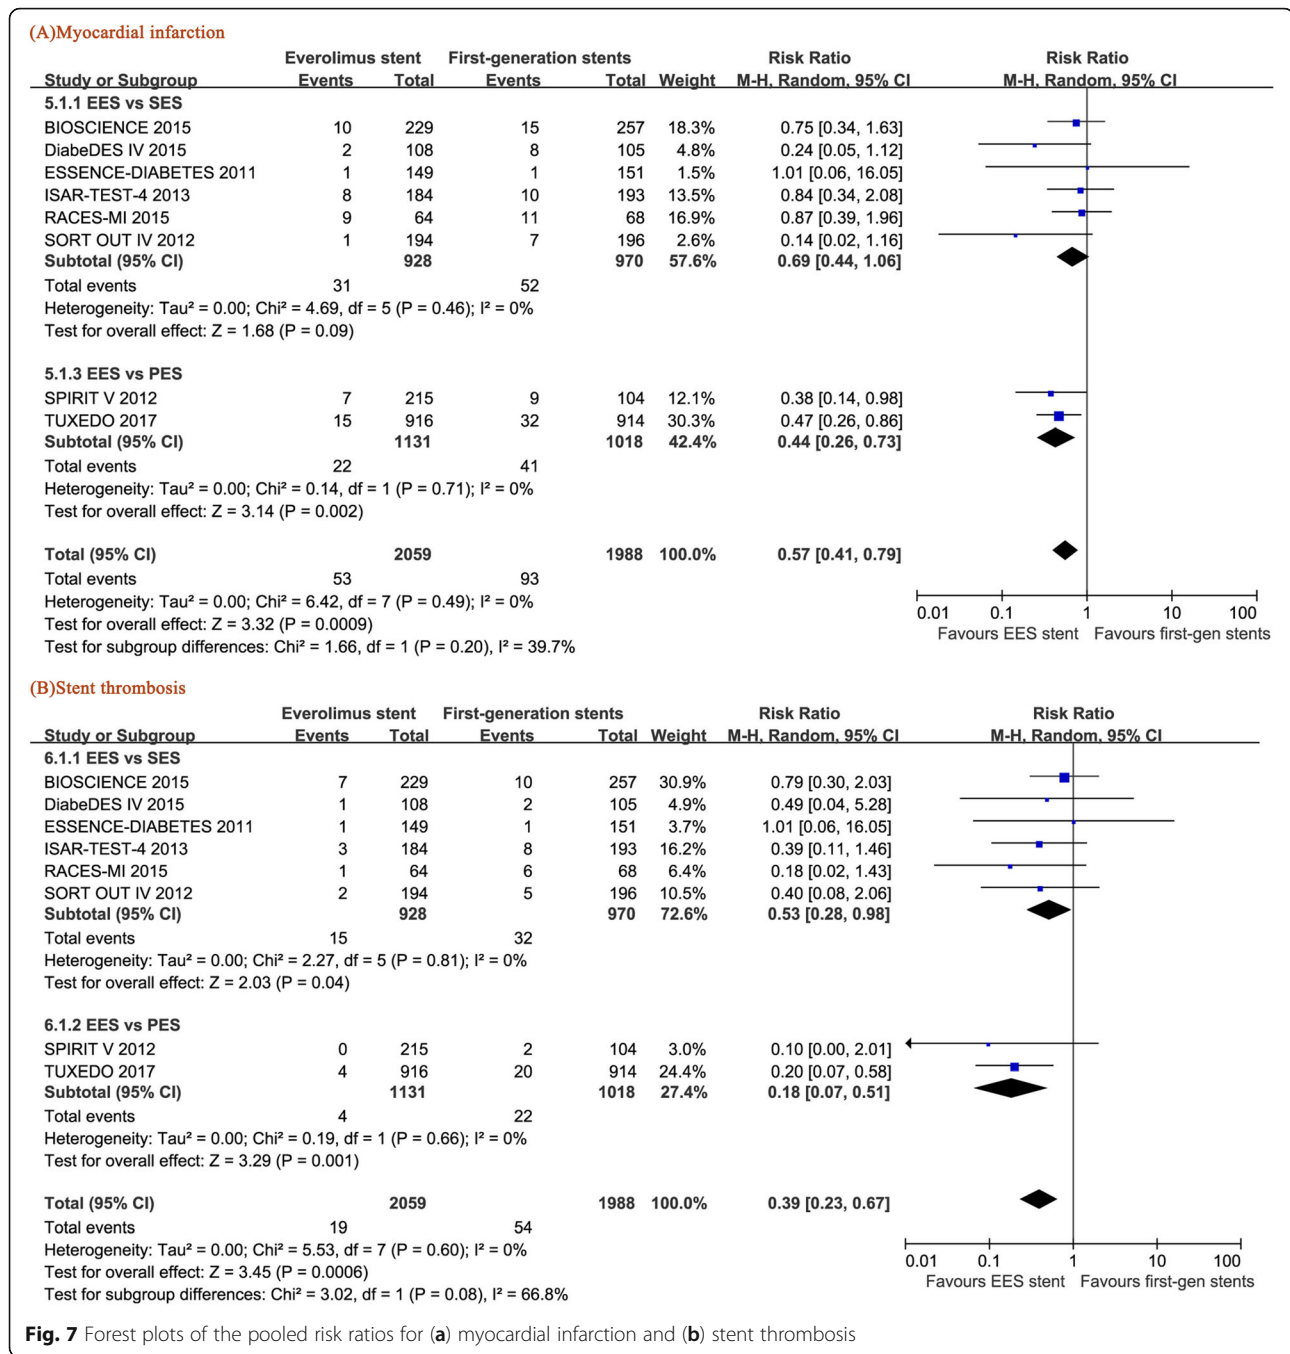 (A)Myocardial infarction
Everolimus stent First-generation stents Risk Ratio Risk Ratio
Study or Subgroup Events Total Events Total Weight M-H, Random, 95% CI M-H, Random, 95% CI
5.1.1 EES vs SES
BIOSCIENCE 2015 10 229 15 257 18.3% 0.75 [0.34, 1.63]
DiabeDES IV 2015 2 108 8 105 4.8% 0.24 [0.05, 1.12]
ESSENCE-DIABETES 2011 1 149 1 151 1.5% 1.01 [0.06, 16.05]
ISAR-TEST-4 2013 8 184 10 193 13.5% 0.84 [0.34, 2.08]
RACES-MI 2015 9 64 11 68 16.9% 0.87 [0.39, 1.96]
SORT OUT IV 2012 1 194 7 196 2.6% 0.14 [0.02, 1.16]
Subtotal (95% CI) 928 970 57.6% 0.69 [0.44, 1.06]
Total events 31 52
Heterogeneity: Tau² = 0.00; Chi² = 4.69, df = 5 (P = 0.46); I² = 0%
Test for overall effect: Z = 1.68 (P = 0.09)
5.1.3 EES vs PES
SPIRIT V 2012 7 215 9 104 12.1% 0.38 [0.14, 0.98]
TUXEDO 2017 15 916 32 914 30.3% 0.47 [0.26, 0.86]
Subtotal (95% CI) 1131 1018 42.4% 0.44 [0.26, 0.73]
Total events 22 41
Heterogeneity: Tau² = 0.00; Chi² = 0.14, df = 1 (P = 0.71); I² = 0%
Test for overall effect: Z = 3.14 (P = 0.002)
Total (95% CI) 2059 1988 100.0% 0.57 [0.41, 0.79]
Total events 53 93
Heterogeneity: Tau² = 0.00; Chi² = 6.42, df = 7 (P = 0.49); I² = 0%
Test for overall effect: Z = 3.32 (P = 0.0009)
Test for subgroup differences: Chi² = 1.66, df = 1 (P = 0.20), I² = 39.7%
0.01 0.1 1 10 100
Favours EES stent Favours first-gen stents
(B)Stent thrombosis
Everolimus stent First-generation stents Risk Ratio Risk Ratio
Study or Subgroup Events Total Events Total Weight M-H, Random, 95% CI M-H, Random, 95% CI
6.1.1 EES vs SES
BIOSCIENCE 2015 7 229 10 257 30.9% 0.79 [0.30, 2.03]
DiabeDES IV 2015 1 108 2 105 4.9% 0.49 [0.04, 5.28]
ESSENCE-DIABETES 2011 1 149 1 151 3.7% 1.01 [0.06, 16.05]
ISAR-TEST-4 2013 3 184 8 193 16.2% 0.39 [0.11, 1.46]
RACES-MI 2015 1 64 6 68 6.4% 0.18 [0.02, 1.43]
SORT OUT IV 2012 2 194 5 196 10.5% 0.40 [0.08, 2.06]
Subtotal (95% CI) 928 970 72.6% 0.53 [0.28, 0.98]
Total events 15 32
Heterogeneity: Tau² = 0.00; Chi² = 2.27, df = 5 (P = 0.81); I² = 0%
Test for overall effect: Z = 2.03 (P = 0.04)
6.1.2 EES vs PES
SPIRIT V 2012 0 215 2 104 3.0% 0.10 [0.00, 2.01]
TUXEDO 2017 4 916 20 914 24.4% 0.20 [0.07, 0.58]
Subtotal (95% CI) 1131 1018 27.4% 0.18 [0.07, 0.51]
Total events 4 22
Heterogeneity: Tau² = 0.00; Chi² = 0.19, df = 1 (P = 0.66); I² = 0%
Test for overall effect: Z = 3.29 (P = 0.001)
Total (95% CI) 2059 1988 100.0% 0.39 [0.23, 0.67]
Total events 19 54
Heterogeneity: Tau² = 0.00; Chi² = 5.53, df = 7 (P = 0.60); I² = 0%
Test for overall effect: Z = 3.45 (P = 0.0006)
Test for subgroup differences: Chi² = 3.02, df = 1 (P = 0.08), I² = 66.8%
0.01 0.1 1 10 100
Favours EES stent Favours first-gen stents
Fig. 7 Forest plots of the pooled risk ratios for (a) myocardial infarction and (b) stent thrombosis